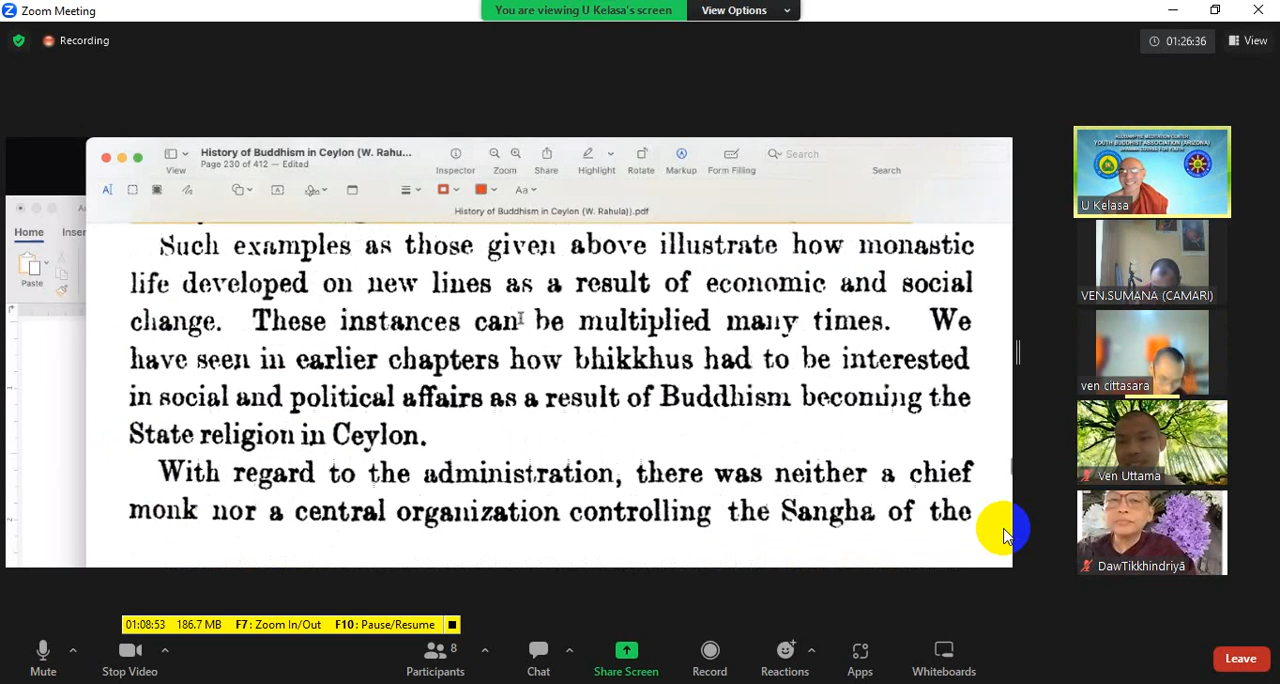 Zoom Meeting
You are viewing U Kelasa's screen
View Options
Recording
01:26:36
View
History of Buddhism in Ceylon (W. Rahu...
Page 230 of 412 — Edited
View
Inspector
Zoom
Share
Highlight
Rotate
Markup
Form Filling
Search
Search
Aa
History of Buddhism in Ceylon (W. Rahula)).pdf
Home
Inser
Paste
Such examples as those given above illustrate how monastic
life developed on new lines as a result of economic and social
change. These instances can be multiplied many times. We
have seen in earlier chapters how bhikkhus had to be interested
in social and political affairs as a result of Buddhism becoming the
State religion in Ceylon.
With regard to the administration, there was neither a chief
monk nor a central organization controlling the Sangha of the
YOUTH BUDDHIST ASSOCIATION (ARIZONA)
U Kelasa
VEN.SUMANA (CAMARI)
ven cittasara
Ven Uttama
DawTikkhindriyā
01:08:53 186.7 MB F7: Zoom In/Out F10: Pause/Resume
Mute
Stop Video
Participants
8
Chat
Share Screen
Record
Reactions
Apps
Whiteboards
Leave